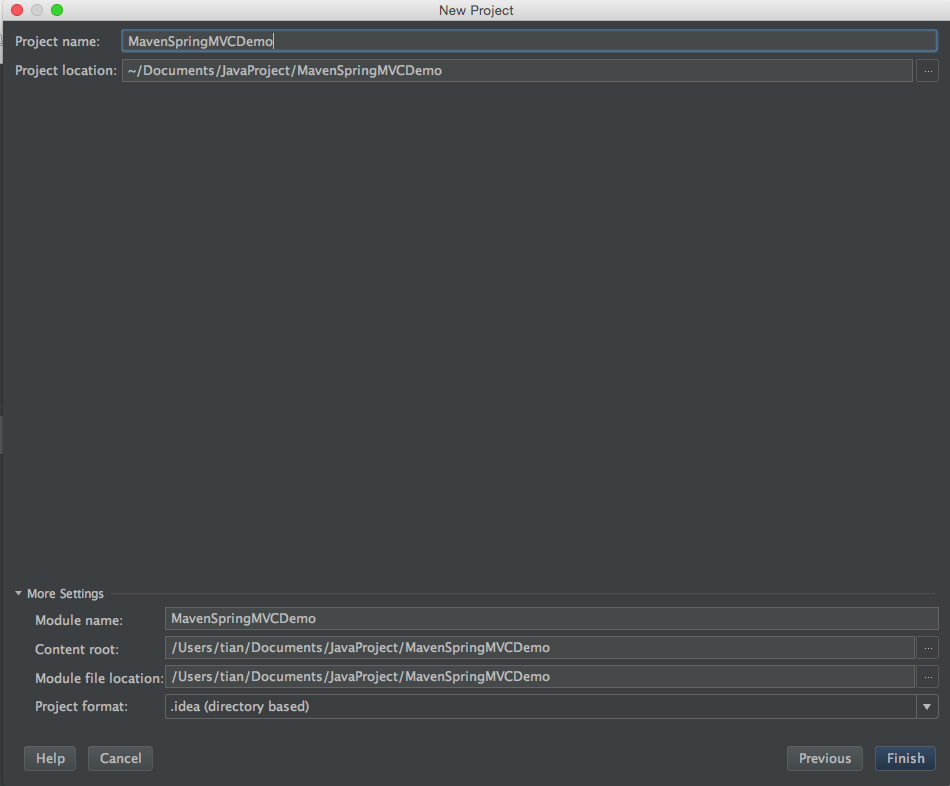 New Project
Project name: MavenSpringMVCDemo
Project location: ~/Documents/JavaProject/MavenSpringMVCDemo ...
More Settings
Module name: MavenSpringMVCDemo
Content root: /Users/tian/Documents/JavaProject/MavenSpringMVCDemo ...
Module file location: /Users/tian/Documents/JavaProject/MavenSpringMVCDemo ...
Project format: .idea (directory based)
Help Cancel Previous Finish